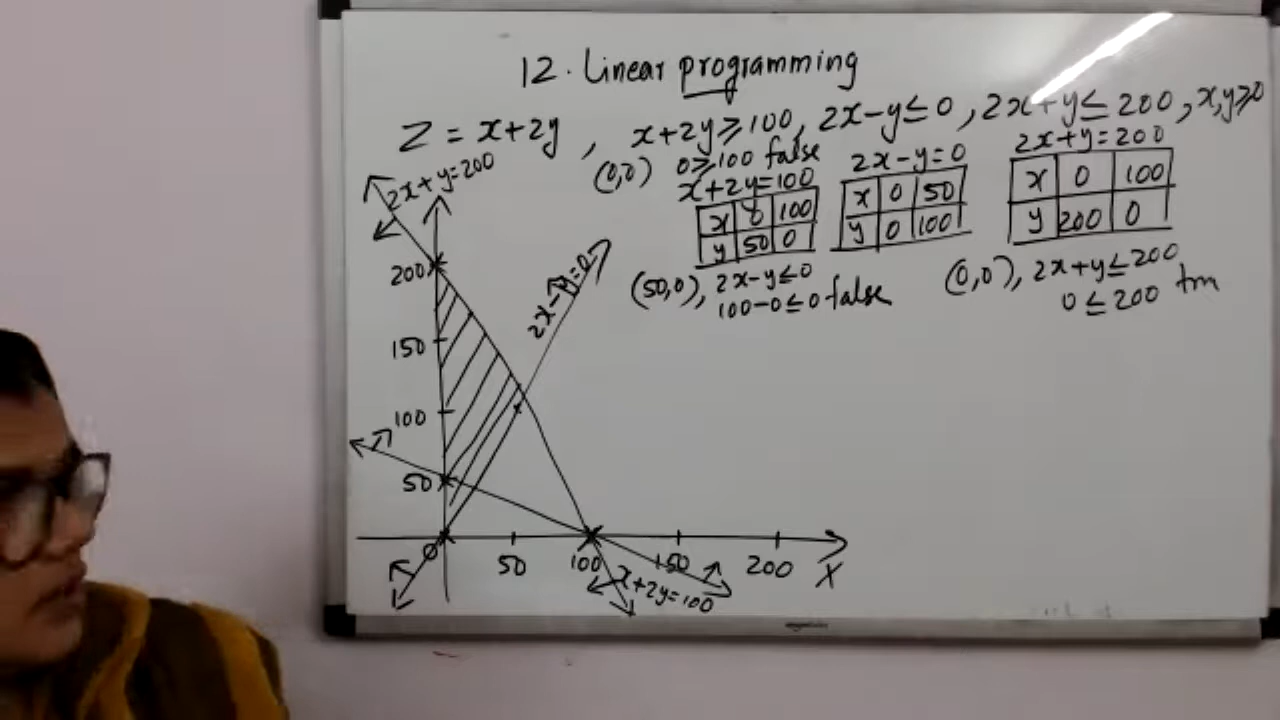 12. Linear programming
Z = x+2y , x+2y ≥ 100, 2x-y ≤ 0, 2x+y ≤ 200, x,y ≥ 0
(0,0) 0 ≥ 100 false
x+2y=100
x 0 100
y 50 0
2x-y=0
x 0 50
y 0 100
2x+y=200
x 0 100
y 200 0
(50,0), 2x-y ≤ 0
100-0 ≤ 0 false
(0,0), 2x+y ≤ 200
0 ≤ 200
2x+y=200
2x-y=0
200
150
100
50
0
50 100 150 200 X
x+2y=100